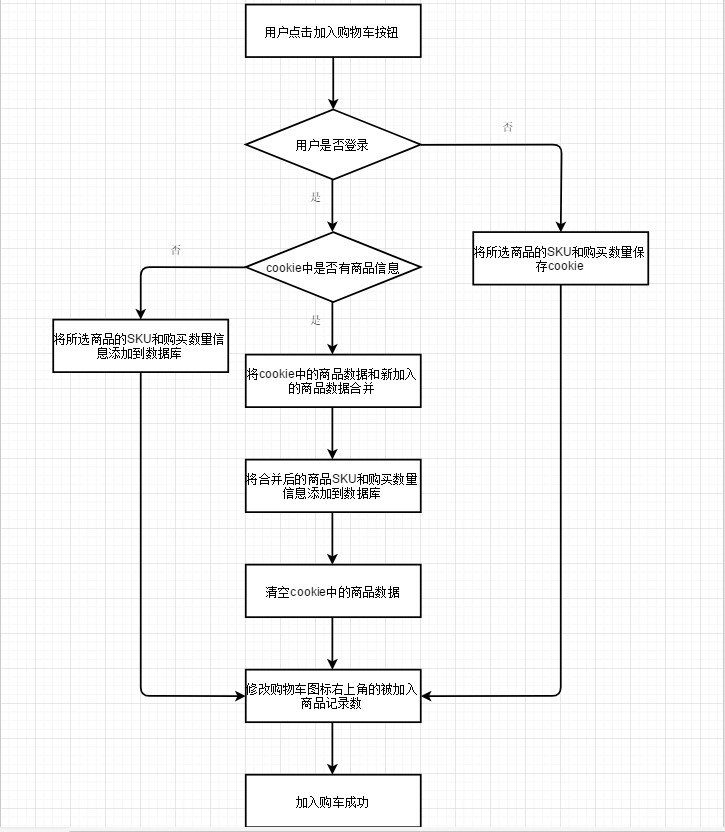 用户点击加入购物车按钮
用户是否登录
否
是
cookie中是否有商品信息
将所选商品的SKU和购买数量保
存cookie
否
是
将所选商品的SKU和购买数量信
息添加到数据库
将cookie中的商品数据和新加入
的商品数据合并
将合并后的商品SKU和购买数量
信息添加到数据库
清空cookie中的商品数据
修改购物车图标右上角的被加入
商品记录数
加入购车成功